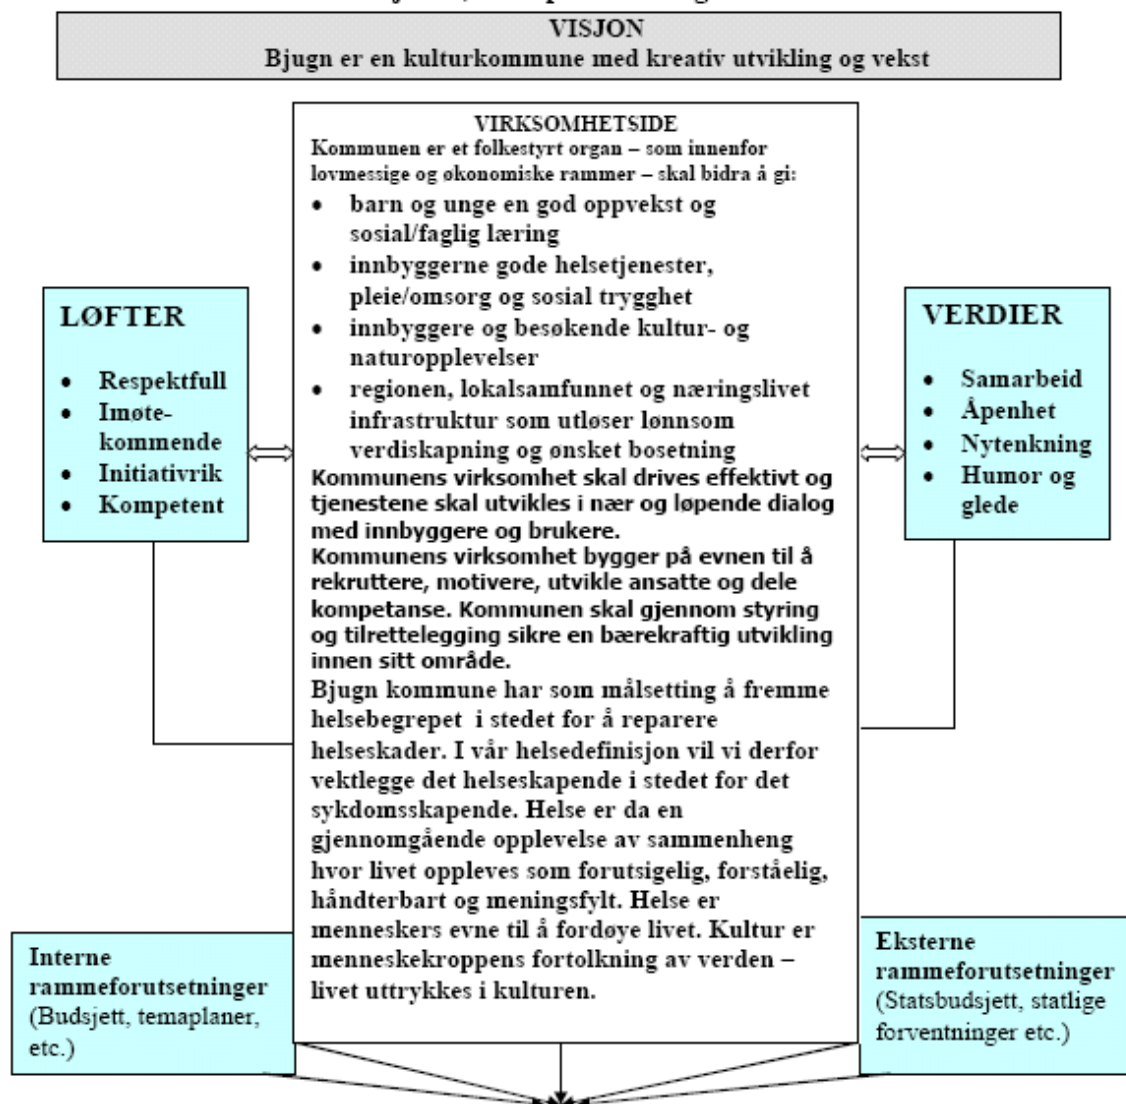 VISJON
Bjugn er en kulturkommune med kreativ utvikling og vekst
VIRKSOMHETSIDE
Kommunen er et folkestyrt organ – som innenfor
lovmessige og økonomiske rammer – skal bidra å gi:
• barn og unge en god oppvekst og
sosial/faglig læring
• innbyggerne gode helsetjenester,
pleie/omsorg og sosial trygghet
• innbyggere og besøkende kultur- og
naturopplevelser
• regionen, lokalsamfunnet og næringslivet
infrastruktur som utløser lønnsom
verdiskapning og ønsket bosetning
Kommunens virksomhet skal drives effektivt og
tjenestene skal utvikles i nær og løpende dialog
med innbyggere og brukere.
Kommunens virksomhet bygger på evnen til å
rekruttere, motivere, utvikle ansatte og dele
kompetanse. Kommunen skal gjennom styring
og tilrettelegging sikre en bærekraftig utvikling
innen sitt område.
Bjugn kommune har som målsetting å fremme
helsebegrepet i stedet for å reparere
helseskader. I vår helsedefinisjon vil vi derfor
vektlegge det helseskapende i stedet for det
sykdomsskapende. Helse er da en
gjennomgående opplevelse av sammenheng
hvor livet oppleves som forutsigelig, forståelig,
håndterbart og meningsfylt. Helse er
menneskers evne til å fordøye livet. Kultur er
menneskekroppens fortolkning av verden –
livet uttrykkes i kulturen.
LØFTER
• Respektfull
• Imøte-
kommende
• Initiativrik
• Kompetent
VERDIER
• Samarbeid
• Åpenhet
• Nytenkning
• Humor og
glede
Interne
rammeforutsetninger
(Budsjett, temaplaner,
etc.)
Eksterne
rammeforutsetninger
(Statsbudsjett, statlige
forventninger etc.)